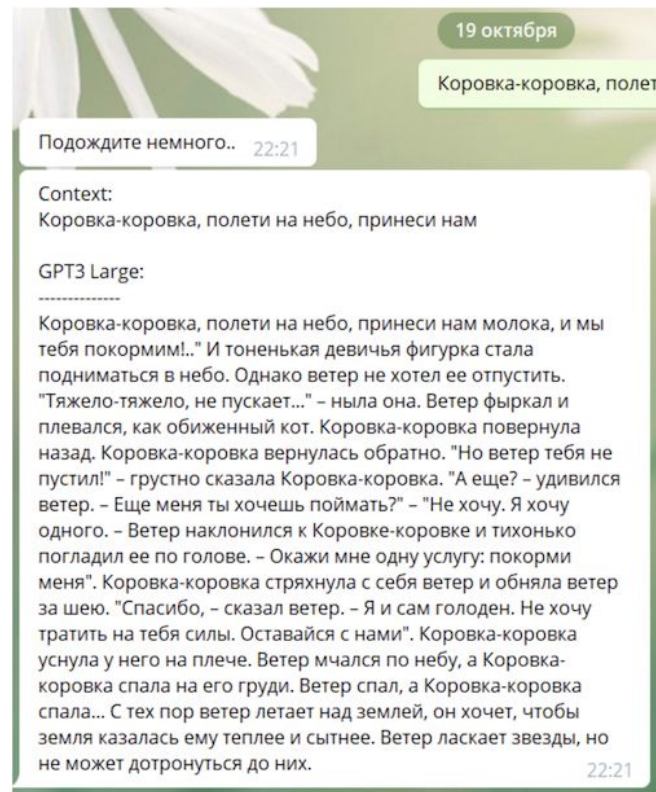 19 октября
Коровка-коровка, полет
Подождите немного.. 22:21
Context:
Коровка-коровка, полети на небо, принеси нам
GPT3 Large:
--------------
Коровка-коровка, полети на небо, принеси нам молока, и мы
тебя покормим!.." И тоненькая девичья фигурка стала
подниматься в небо. Однако ветер не хотел ее отпустить.
"Тяжело-тяжело, не пускает..." – ныла она. Ветер фыркал и
плевался, как обиженный кот. Коровка-коровка повернула
назад. Коровка-коровка вернулась обратно. "Но ветер тебя не
пустил!" – грустно сказала Коровка-коровка. "А еще? – удивился
ветер. – Еще меня ты хочешь поймать?" – "Не хочу. Я хочу
одного. – Ветер наклонился к Коровке-коровке и тихонько
погладил ее по голове. – Окажи мне одну услугу: покорми
меня". Коровка-коровка стряхнула с себя ветер и обняла ветер
за шею. "Спасибо, – сказал ветер. – Я и сам голоден. Не хочу
тратить на тебя силы. Оставайся с нами". Коровка-коровка
уснула у него на плече. Ветер мчался по небу, а Коровка-
коровка спала на его груди. Ветер спал, а Коровка-коровка
спала... С тех пор ветер летает над землей, он хочет, чтобы
земля казалась ему теплее и сытнее. Ветер ласкает звезды, но
не может дотронуться до них. 22:21